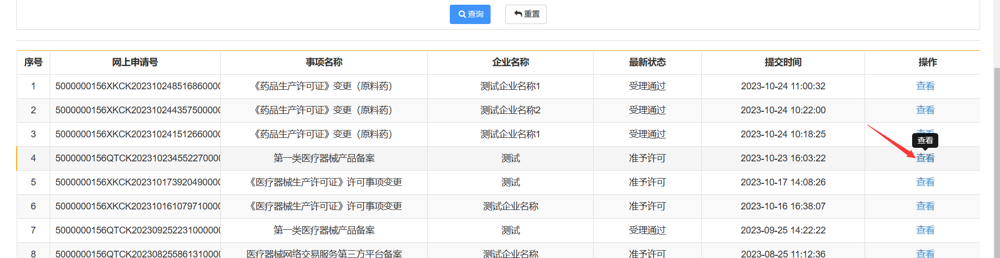 查询 重置
序号 网上申请号 事项名称 企业名称 最新状态 提交时间 操作
1 5000000156XKCK20231024851686000 《药品生产许可证》变更（原料药） 测试企业名称1 受理通过 2023-10-24 11:00:32 查看
2 5000000156XKCK20231024435750000 《药品生产许可证》变更（原料药） 测试企业名称2 受理通过 2023-10-24 10:22:00 查看
3 5000000156XKCK20231024151266000 《药品生产许可证》变更（原料药） 测试企业名称1 受理通过 2023-10-24 10:18:25 查看
查看
4 5000000156QTCK20231023455227000 第一类医疗器械产品备案 测试 准予许可 2023-10-23 16:03:22 查看
5 5000000156XKCK20231017392049000 《医疗器械生产许可证》许可事项变更 测试 准予许可 2023-10-17 14:08:26 查看
6 5000000156XKCK20231016107971000 《医疗器械生产许可证》许可事项变更 测试企业名称 准予许可 2023-10-16 16:38:07 查看
7 5000000156QTCK20230925223100000 第一类医疗器械产品备案 测试 受理通过 2023-09-25 14:22:22 查看
8 5000000156QTCK20230825586131000 医疗器械网络交易服务第三方平台备案 测试企业名称 准予许可 2023-08-25 11:12:36 查看